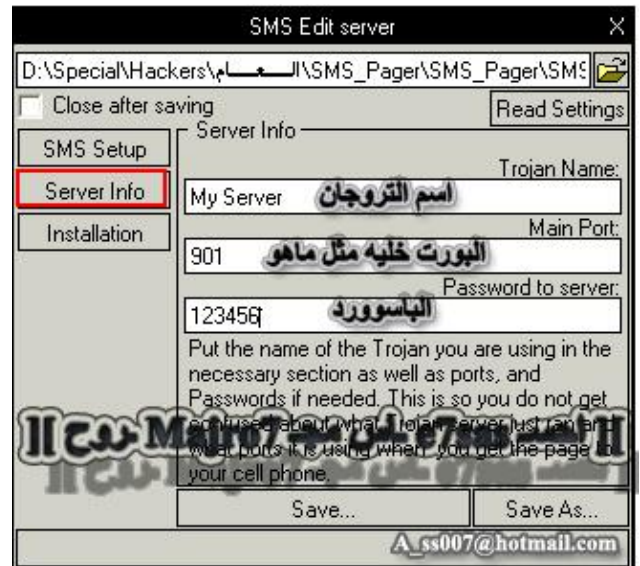 SMS Edit server X
D:\Special\Hackers\العام\SMS_Pager\SMS_Pager\SMS
Close after saving
Read Settings
SMS Setup
Server Info
Installation
Server Info
Trojan Name:
My Server
اسم التروجان
Main Port:
901
البورت خليه مثل ماهو
Password to server:
123456
الباسوورد
Put the name of the Trojan you are using in the
necessary section as well as ports, and
Passwords if needed. This is so you do not get
confused about what Trojan server just ran and
what ports it is using when you get the page to
your cell phone.
e7sas Majro7
Save...
Save As...
A_ss007@hotmail.com